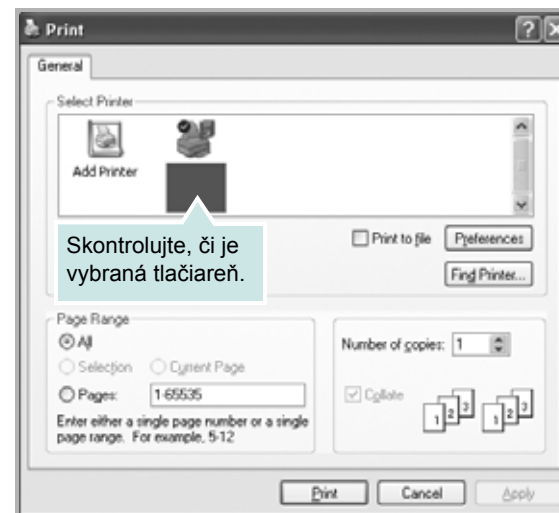 Print
General
Select Printer
Add Printer
Skontrolujte, či je
vybraná tlačiareň.
Print to file
Preferences
Find Printer...
Page Range
All
Selection
Current Page
Pages:
1-65535
Enter either a single page number or a single
page range. For example, 5-12
Number of copies:
1
Collate
1 2 3
1 2 3
Print
Cancel
Apply